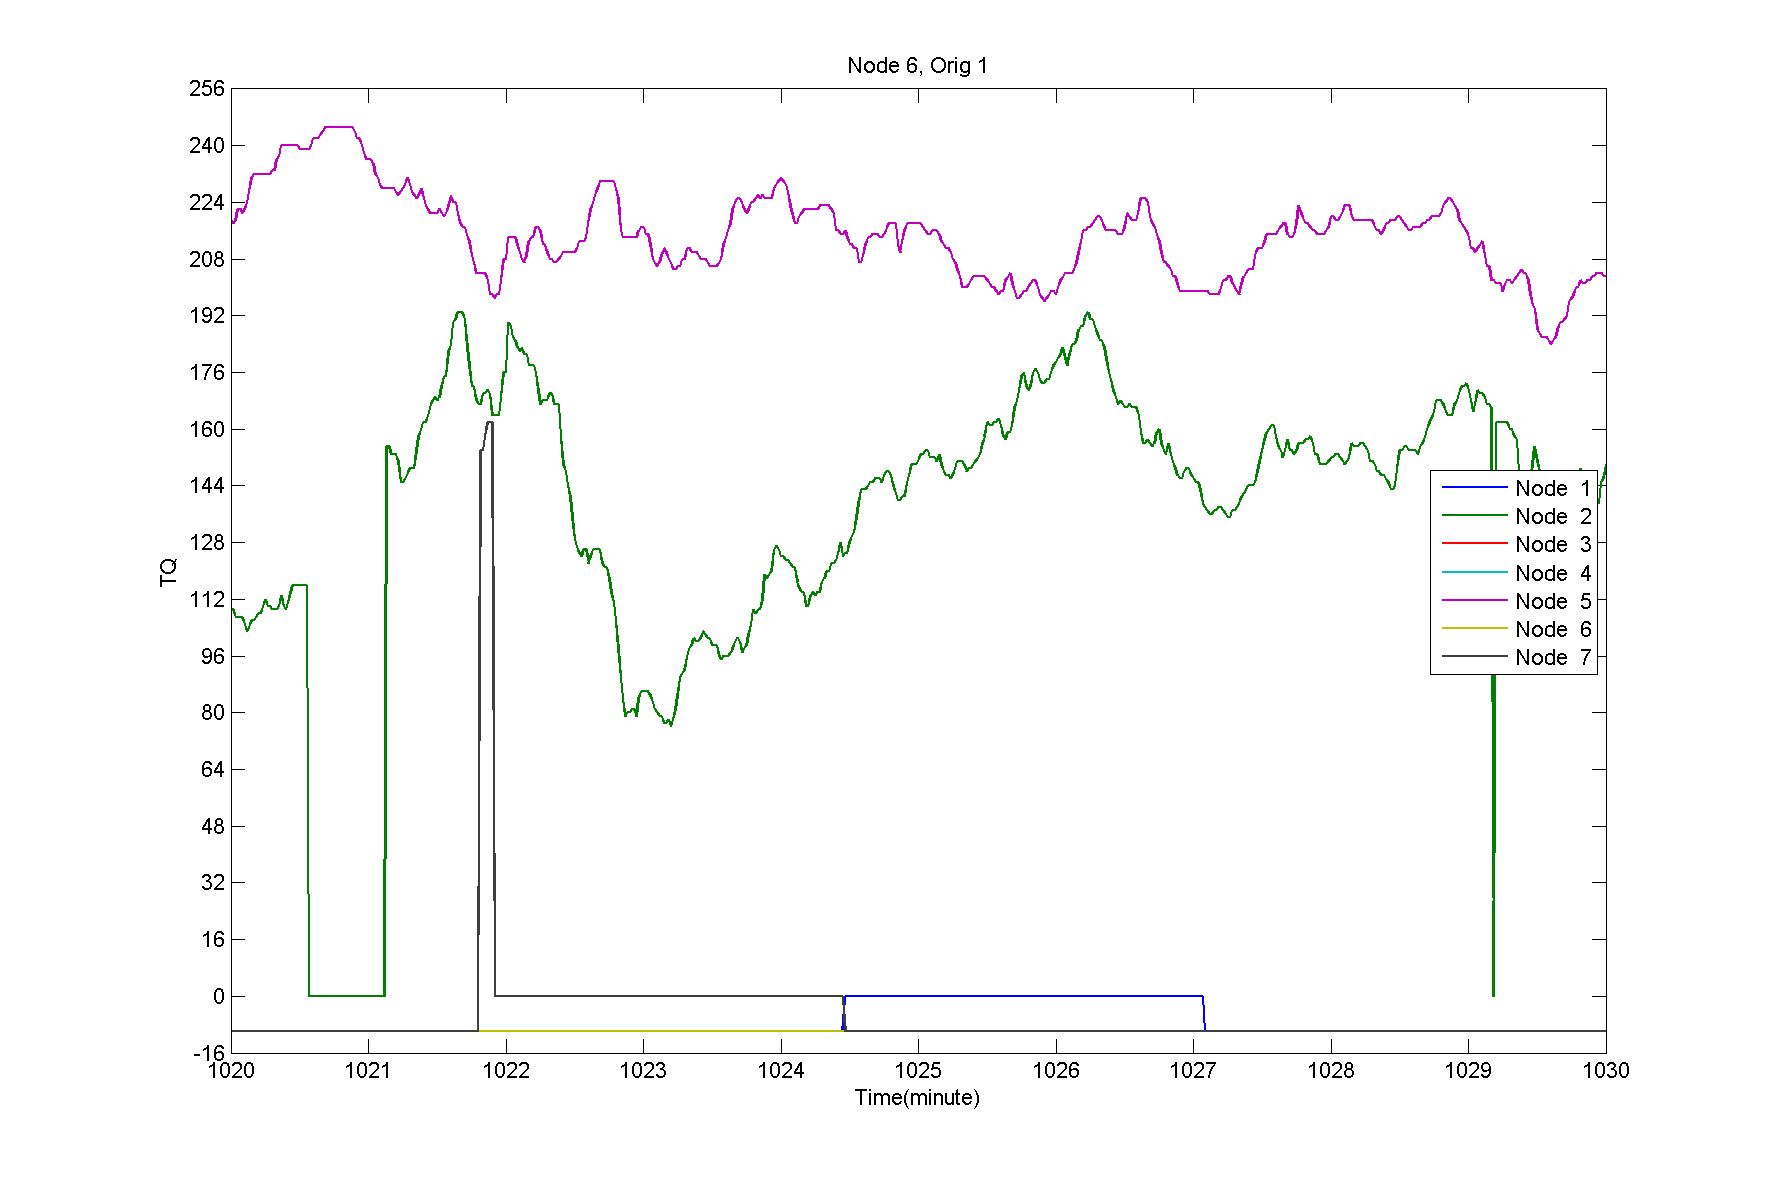 Node 6, Orig 1
256
240
224
208
192
176
160
144
128
112
96
80
64
48
32
16
0
-16
TQ
Node 1
Node 2
Node 3
Node 4
Node 5
Node 6
Node 7
1020 1021 1022 1023 1024 1025 1026 1027 1028 1029 1030
Time(minute)